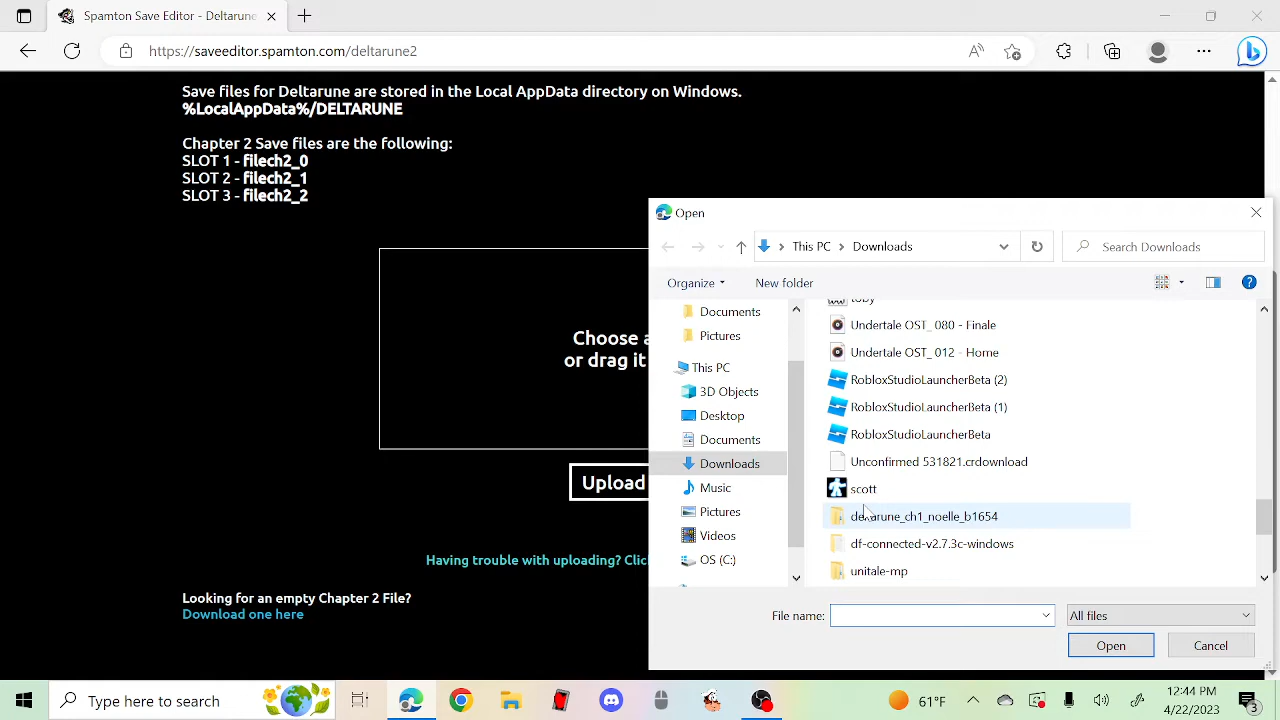 Spamton Save Editor - Deltarune
https://saveeditor.spamton.com/deltarune2
Save files for Deltarune are stored in the Local AppData directory on Windows.
%LocalAppData%/DELTARUNE
Chapter 2 Save files are the following:
SLOT 1 - filech2_0
SLOT 2 - filech2_1
SLOT 3 - filech2_2
Choose a
or drag it
Upload
Having trouble with uploading? Clic
Looking for an empty Chapter 2 File?
Download one here
Open
This PC > Downloads
Search Downloads
Organize
New folder
Documents
Pictures
This PC
3D Objects
Desktop
Documents
Downloads
Music
Pictures
Videos
OS (C:)
toby
Undertale OST_ 080 - Finale
Undertale OST_ 012 - Home
RobloxStudioLauncherBeta (2)
RobloxStudioLauncherBeta (1)
RobloxStudioLauncherBeta
Unconfirmed 531821.crdownload
scott
deltarune_ch1_noelle_b1654
df-connected-v2.7.3c-windows
unitale-mp
File name:
All files
Open
Cancel
Type here to search
61°F
12:44 PM
4/22/2023
3